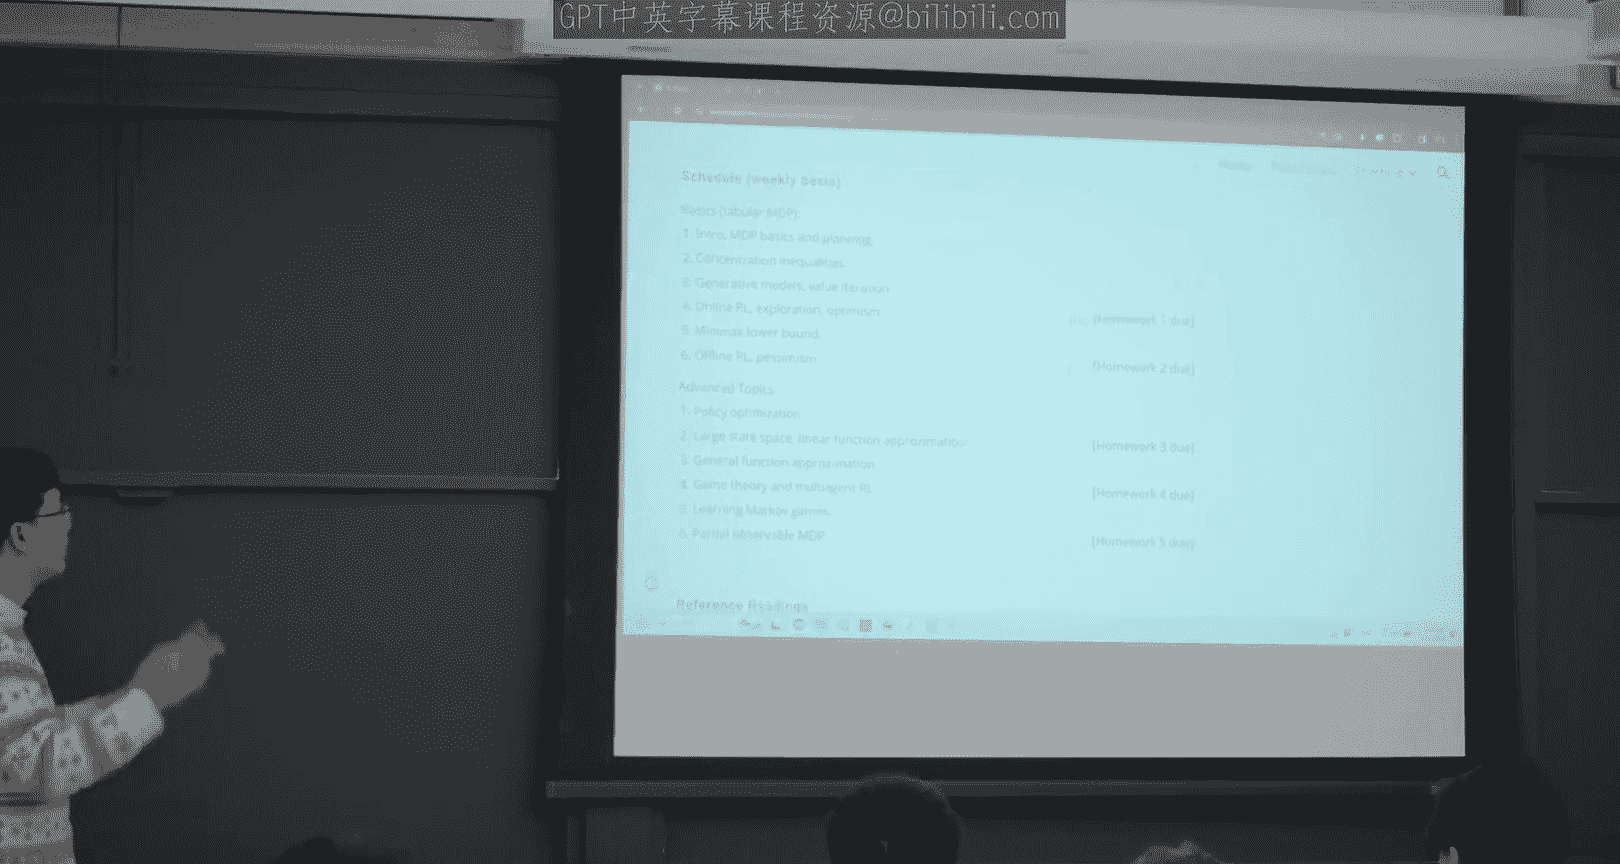 GPT中英字幕课程资源@bilibili.com
Schedule (weekly basis)
Basics (tabular MDP):
1. Intro, MDP basics and planning.
2. Concentration inequalities.
3. Generative models, value iteration
4. Online RL, exploration, optimism
[Homework 1 due]
5. Minimax lower bound.
6. Offline RL, pessimism.
[Homework 2 due]
Advanced Topics
1. Policy optimization
2. Large state space, linear function approximation
[Homework 3 due]
3. General function approximation.
4. Game theory and multiagent RL
[Homework 4 due]
5. Learning Markov games.
6. Partial observable MDP
[Homework 5 due]
Reference Readings